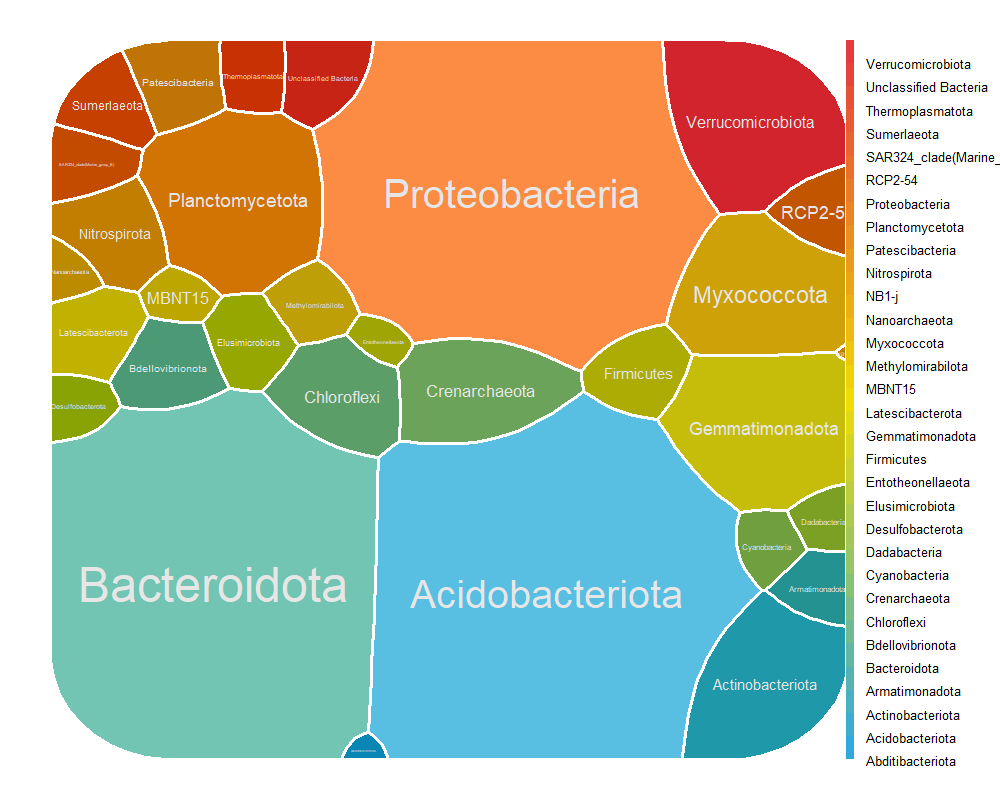 Patescibacteria
Thermoplasmatota
Unclassified Bacteria
Sumerlaeota
Verrucomicrobiota
SAR324_clade(Marine_group_B)
Planctomycetota
Proteobacteria
RCP2-5
Nitrospirota
Nanoarchaeota
MBNT15
Methylomirabilota
Myxococcota
Latescibacterota
Elusimicrobiota
Entotheonellaeota
Bdellovibrionota
Firmicutes
Chloroflexi
Crenarchaeota
Desulfobacterota
Gemmatimonadota
Dadabacteria
Cyanobacteria
Bacteroidota
Acidobacteriota
Armatimonadota
Actinobacteriota
Verrucomicrobiota
Unclassified Bacteria
Thermoplasmatota
Sumerlaeota
SAR324_clade(Marine_
RCP2-54
Proteobacteria
Planctomycetota
Patescibacteria
Nitrospirota
NB1-j
Nanoarchaeota
Myxococcota
Methylomirabilota
MBNT15
Latescibacterota
Gemmatimonadota
Firmicutes
Entotheonellaeota
Elusimicrobiota
Desulfobacterota
Dadabacteria
Cyanobacteria
Crenarchaeota
Chloroflexi
Bdellovibrionota
Bacteroidota
Armatimonadota
Actinobacteriota
Acidobacteriota
Abditibacteriota